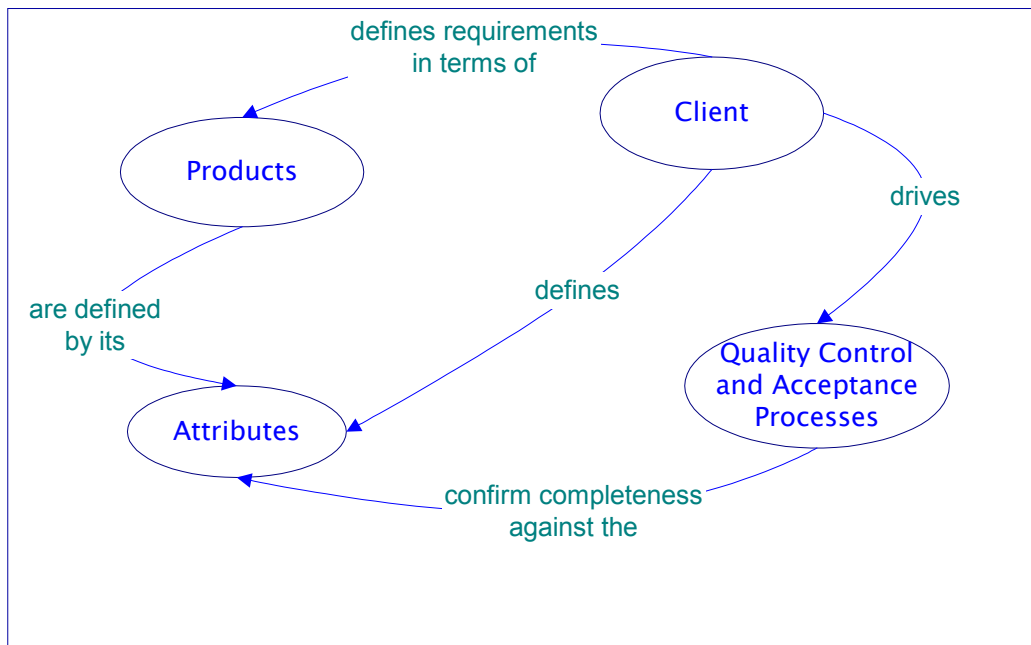 defines requirements
in terms of
Client
Products
drives
defines
are defined
by its
Quality Control
and Acceptance
Processes
Attributes
confirm completeness
against the